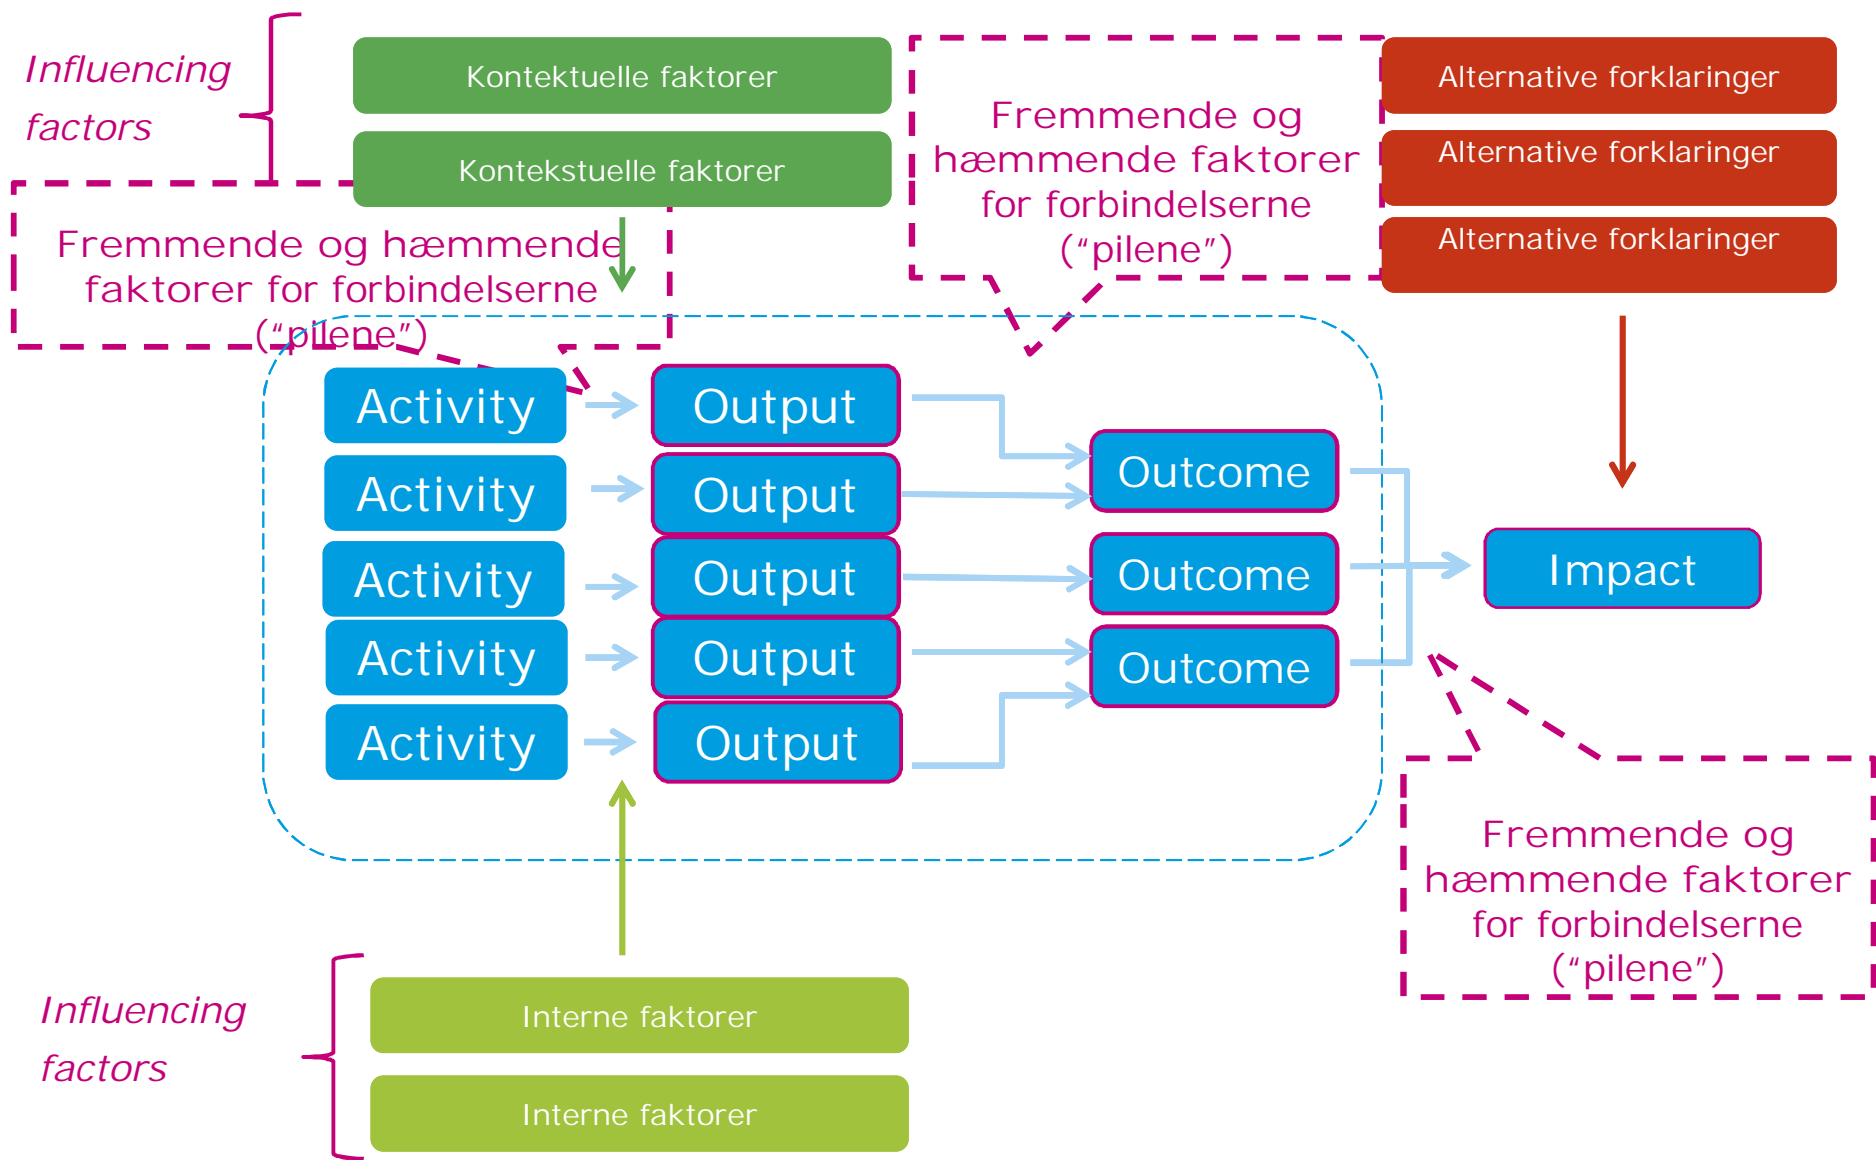 Influencing
factors
Kontektuelle faktorer
Kontekstuelle faktorer
Fremmende og hæmmende
faktorer for forbindelserne
(“pilene”)
Fremmende og
hæmmende faktorer
for forbindelserne
(“pilene”)
Alternative forklaringer
Alternative forklaringer
Alternative forklaringer
Activity
Output
Activity
Output
Activity
Output
Activity
Output
Activity
Output
Outcome
Outcome
Outcome
Impact
Fremmende og
hæmmende faktorer
for forbindelserne
(“pilene”)
Influencing
factors
Interne faktorer
Interne faktorer